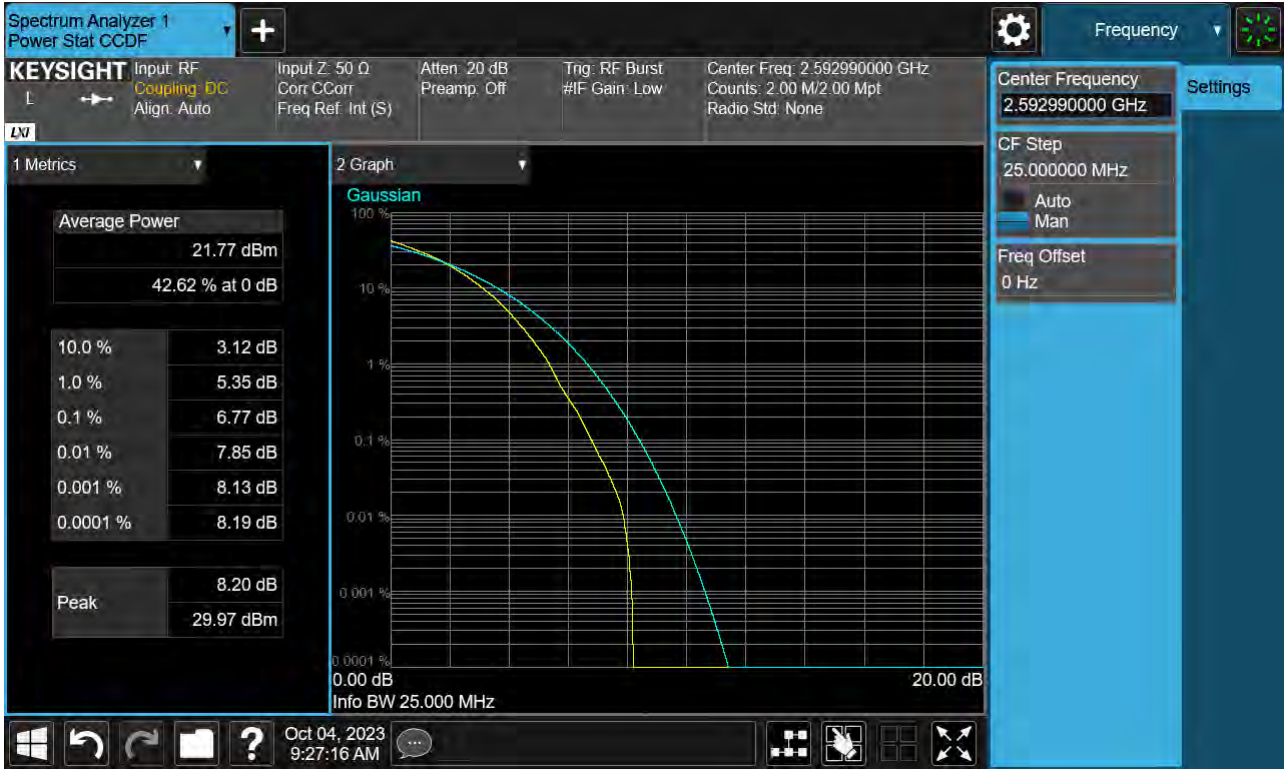 Spectrum Analyzer 1
Power Stat CCDF
+
Frequency
KEYSIGHT
L
LXI
Input: RF
Coupling: DC
Align: Auto
Input Z: 50 Ω
Corr CCorr
Freq Ref: Int (S)
Atten: 20 dB
Preamp: Off
Trig: RF Burst
#IF Gain: Low
Center Freq: 2.592990000 GHz
Counts: 2.00 M/2.00 Mpt
Radio Std: None
Center Frequency
2.592990000 GHz
Settings
CF Step
25.000000 MHz
Auto
Man
Freq Offset
0 Hz
1 Metrics
Average Power
21.77 dBm
42.62 % at 0 dB
10.0 % 3.12 dB
1.0 % 5.35 dB
0.1 % 6.77 dB
0.01 % 7.85 dB
0.001 % 8.13 dB
0.0001 % 8.19 dB
Peak
8.20 dB
29.97 dBm
2 Graph
Gaussian
100 %
10 %
1 %
0.1 %
0.01 %
0.001 %
0.0001 %
0.00 dB 20.00 dB
Info BW 25.000 MHz
?
Oct 04, 2023
9:27:16 AM